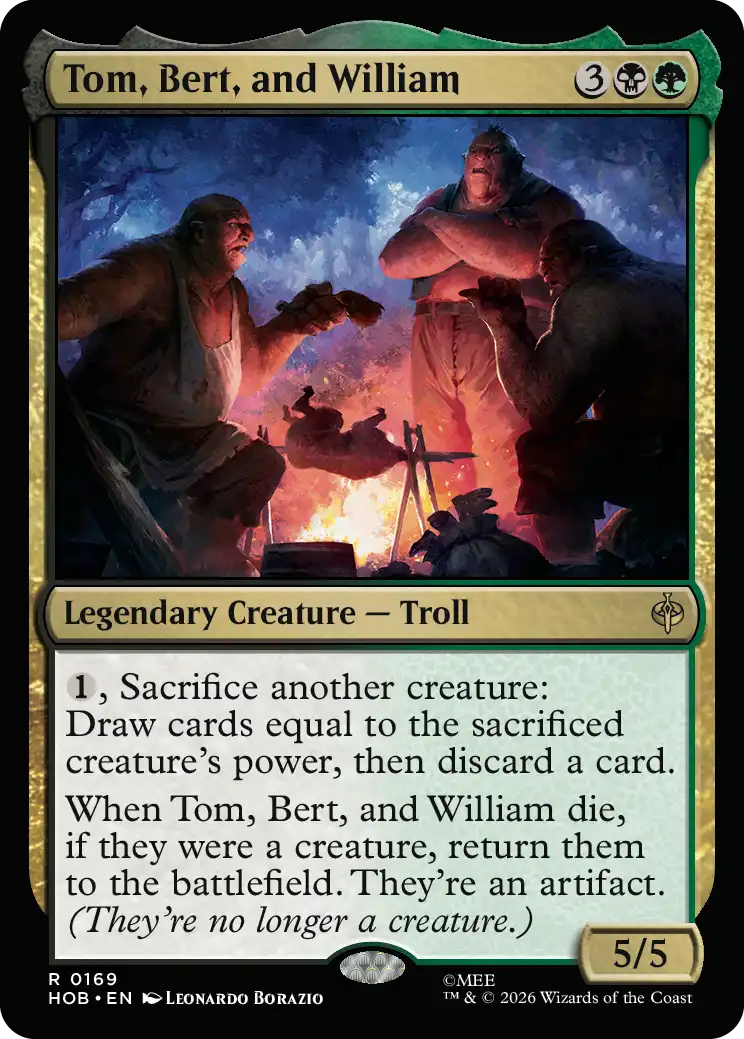 Tom, Bert, and William
3
Legendary Creature — Troll
1, Sacrifice another creature:
Draw cards equal to the sacrificed
creature's power, then discard a card.
When Tom, Bert, and William die,
if they were a creature, return them
to the battlefield. They're an artifact.
(They're no longer a creature.)
5/5
R 0169
HOB • EN Leonardo Borazio
©MEE
™ & © 2026 Wizards of the Coast